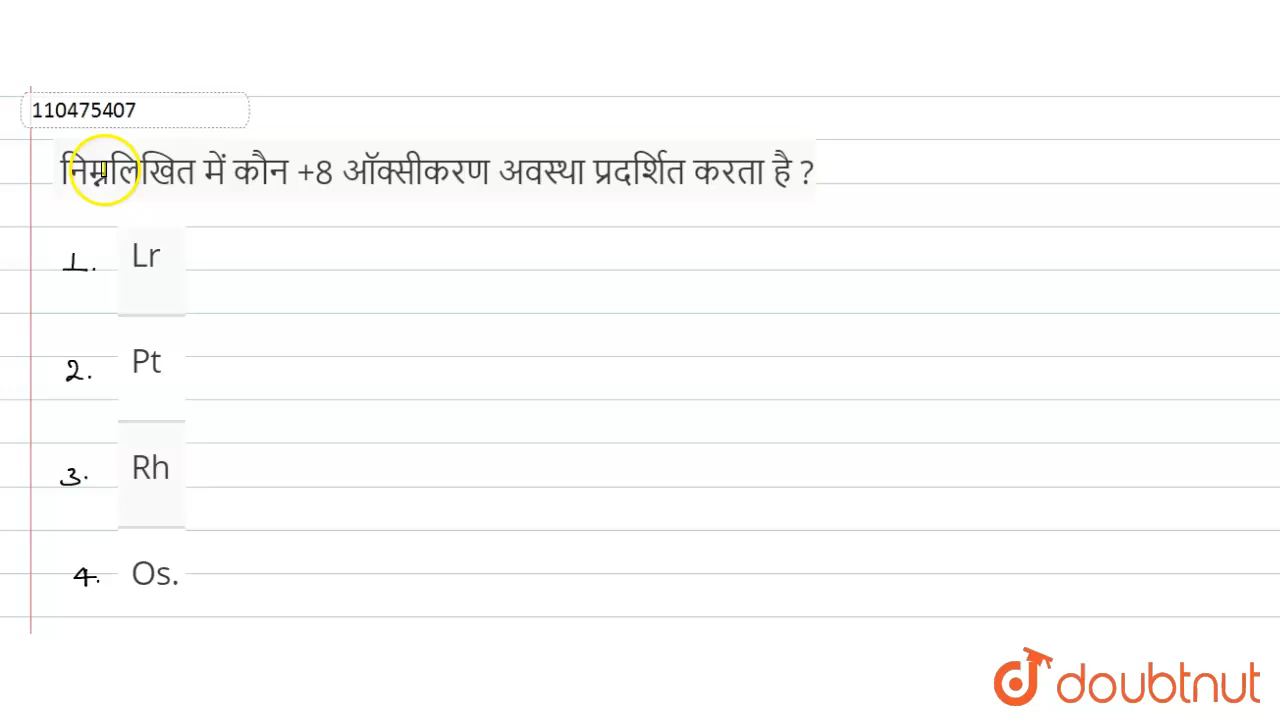 110475407
निम्नलिखित में कौन +8 ऑक्सीकरण अवस्था प्रदर्शित करता है ?
1. Lr
2. Pt
3. Rh
4. Os.
doubtnut